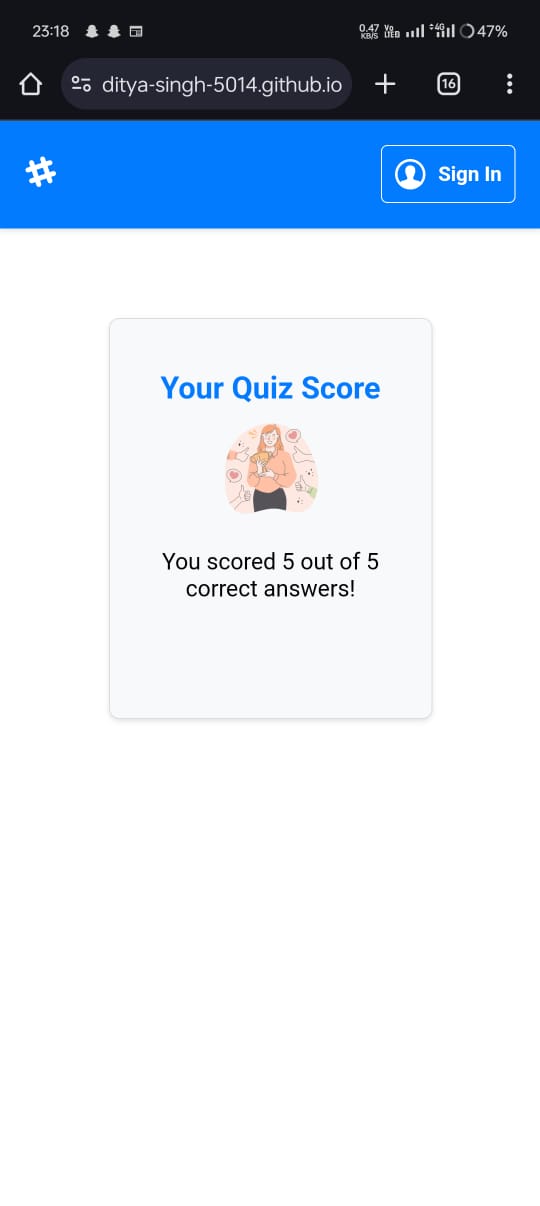 23:18 0.47 KB/S Vo LTE 4G 47%
ditya-singh-5014.github.io 16
Sign In
Your Quiz Score
You scored 5 out of 5
correct answers!